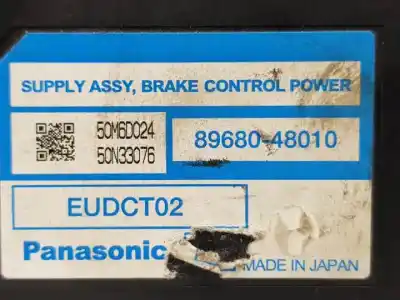 SUPPLY ASSY, BRAKE CONTROL POWER
50M6D024
50N33076
89680-48010
EUDCT02
Panasonic
MADE IN JAPAN